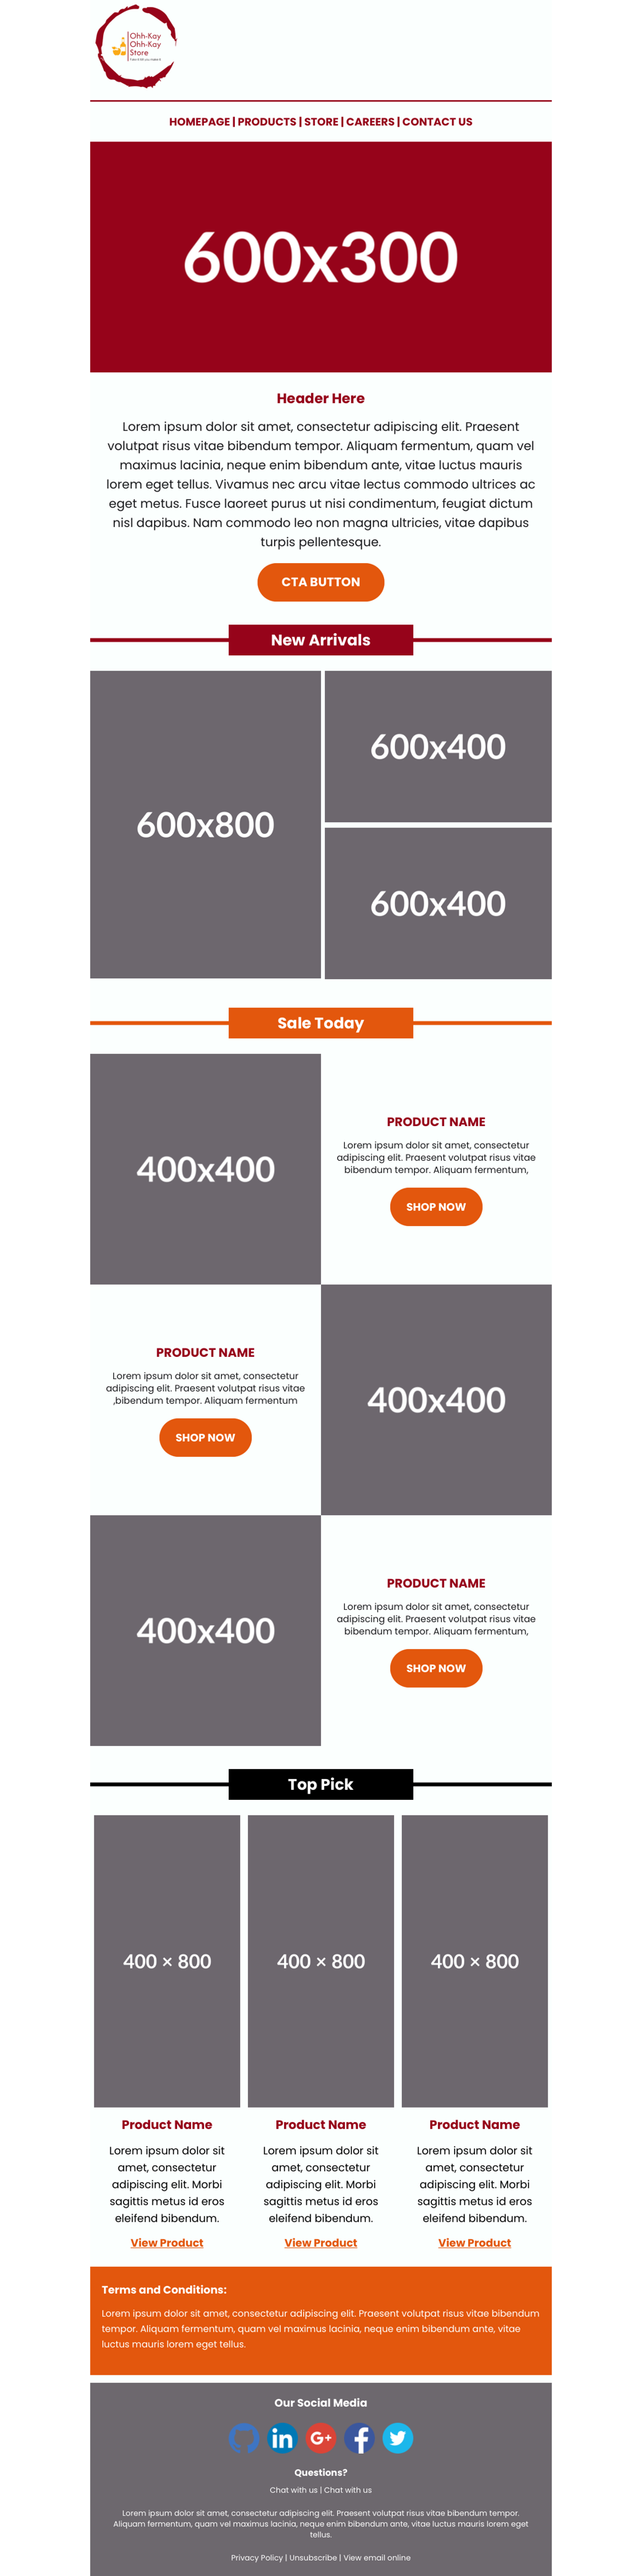 Ohh-Kay
Ohh-Kay
Store
HOMEPAGE | PRODUCTS | STORE | CAREERS | CONTACT US
600x300
Header Here
Lorem ipsum dolor sit amet, consectetur adipiscing elit. Praesent
volutpat risus vitae bibendum tempor. Aliquam fermentum, quam vel
maximus lacinia, neque enim bibendum ante, vitae luctus mauris
lorem eget tellus. Vivamus nec arcu vitae lectus commodo ultrices ac
eget metus. Fusce laoreet purus ut nisi condimentum, feugiat dictum
nisl dapibus. Nam commodo leo non magna ultricies, vitae dapibus
turpis pellentesque.
CTA BUTTON
New Arrivals
600x800
600x400
600x400
Sale Today
400x400
PRODUCT NAME
Lorem ipsum dolor sit amet, consectetur
adipiscing elit. Praesent volutpat risus vitae
bibendum tempor. Aliquam fermentum,
SHOP NOW
PRODUCT NAME
Lorem ipsum dolor sit amet, consectetur
adipiscing elit. Praesent volutpat risus vitae
,bibendum tempor. Aliquam fermentum
SHOP NOW
400x400
400x400
PRODUCT NAME
Lorem ipsum dolor sit amet, consectetur
adipiscing elit. Praesent volutpat risus vitae
bibendum tempor. Aliquam fermentum,
SHOP NOW
Top Pick
400 × 800
400 × 800
400 × 800
Product Name
Lorem ipsum dolor sit
amet, consectetur
adipiscing elit. Morbi
sagittis metus id eros
eleifend bibendum.
View Product
Product Name
Lorem ipsum dolor sit
amet, consectetur
adipiscing elit. Morbi
sagittis metus id eros
eleifend bibendum.
View Product
Product Name
Lorem ipsum dolor sit
amet, consectetur
adipiscing elit. Morbi
sagittis metus id eros
eleifend bibendum.
View Product
Terms and Conditions:
Lorem ipsum dolor sit amet, consectetur adipiscing elit. Praesent volutpat risus vitae bibendum
tempor. Aliquam fermentum, quam vel maximus lacinia, neque enim bibendum ante, vitae
luctus mauris lorem eget tellus.
Our Social Media
in
G+
f
Questions?
Chat with us | Chat with us
Lorem ipsum dolor sit amet, consectetur adipiscing elit. Praesent volutpat risus vitae bibendum tempor.
Aliquam fermentum, quam vel maximus lacinia, neque enim bibendum ante, vitae luctus mauris lorem eget
tellus.
Privacy Policy | Unsubscribe | View email online